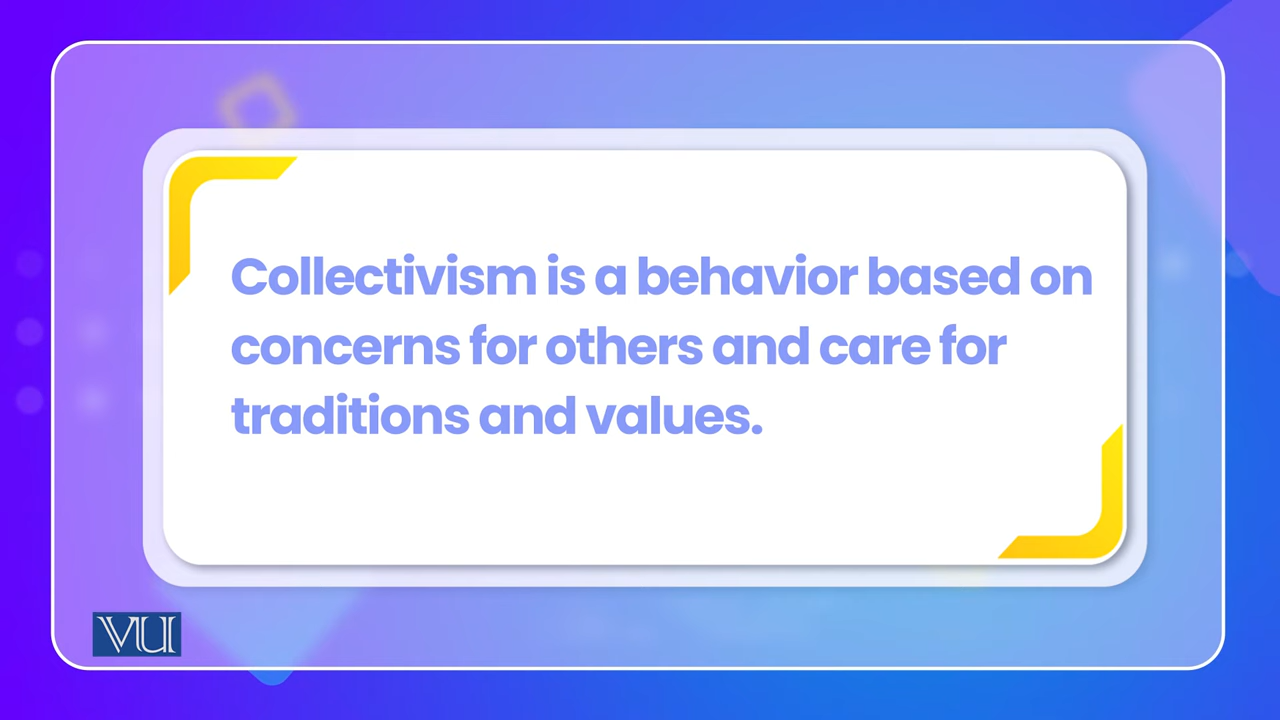 Collectivism is a behavior based on
concerns for others and care for
traditions and values.
VU